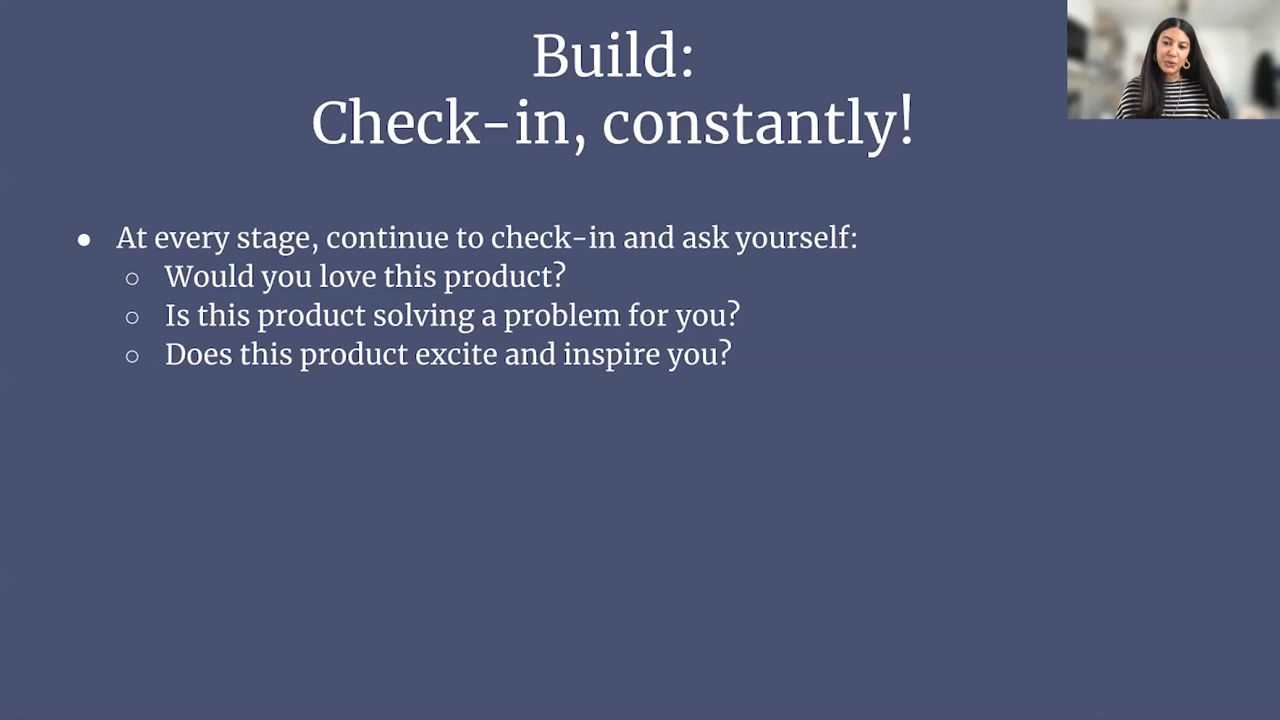 Build:
Check-in, constantly!
● At every stage, continue to check-in and ask yourself:
○ Would you love this product?
○ Is this product solving a problem for you?
○ Does this product excite and inspire you?